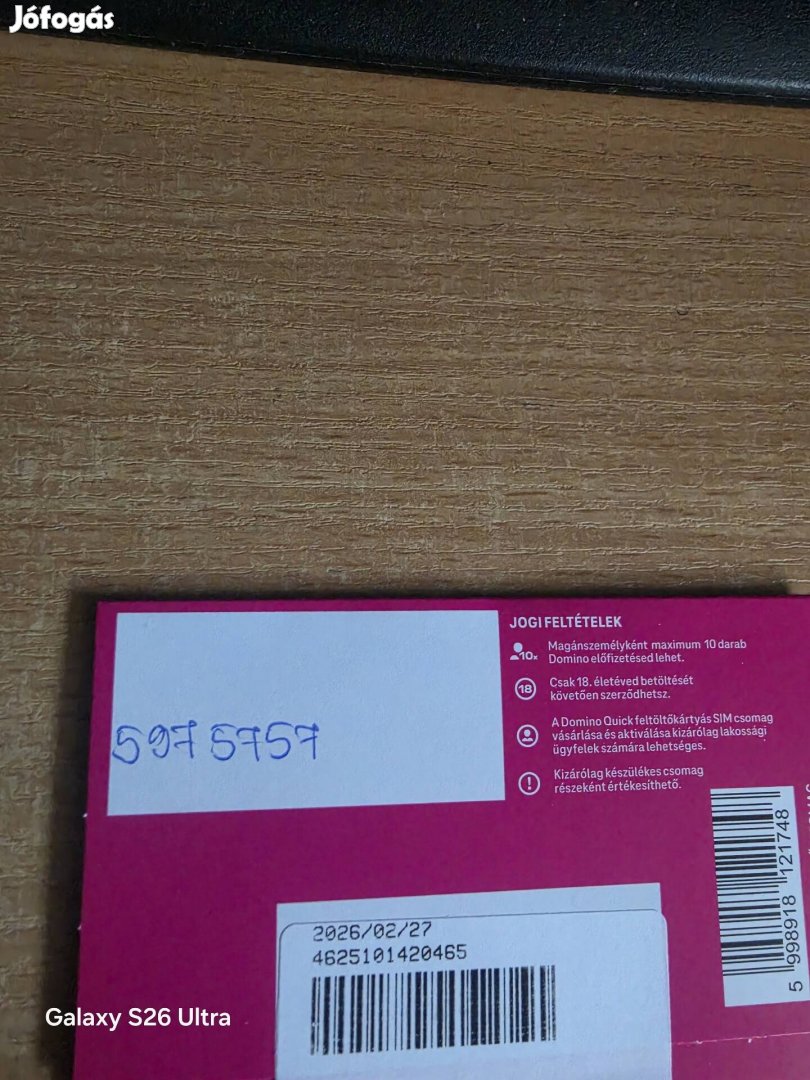 Jófogás
JOGI FELTÉTELEK
10x
Magánszemélyként maximum 10 darab
Domino előfizetésed lehet.
18
Csak 18. életéved betöltését
követően szerződhetsz.
A Domino Quick feltöltőkártyás SIM csomag
vásárlása és aktiválása kizárólag lakossági
ügyfelek számára lehetséges.
Kizárólag készülékes csomag
részeként értékesíthető.
597 5757
5 998918 121748
2026/02/27
4625101420465
Galaxy S26 Ultra